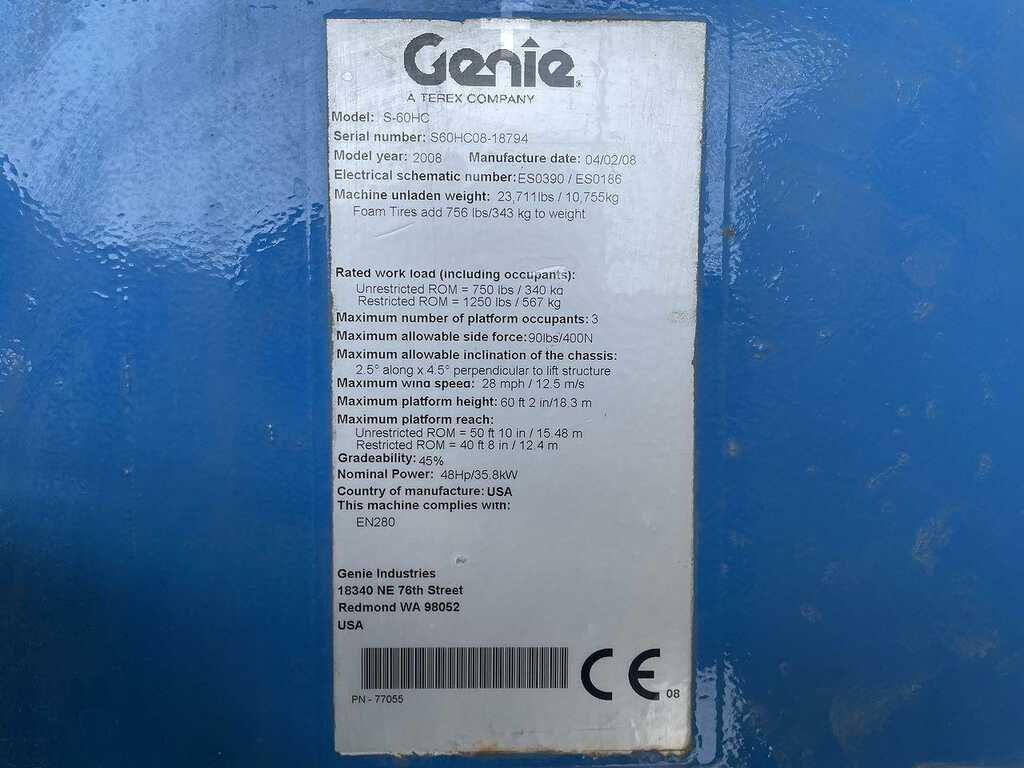 Genie
A TEREX COMPANY
Model: S-60HC
Serial number: S60HC08-18794
Model year: 2008 Manufacture date: 04/02/08
Electrical schematic number: ES0390 / ES0186
Machine unladen weight: 23,711lbs / 10,755kg
Foam Tires add 756 lbs/343 kg to weight
Rated work load (including occupants):
Unrestricted ROM = 750 lbs / 340 kg
Restricted ROM = 1250 lbs / 567 kg
Maximum number of platform occupants: 3
Maximum allowable side force: 90lbs/400N
Maximum allowable inclination of the chassis:
2.5° along x 4.5° perpendicular to lift structure
Maximum wind speed: 28 mph / 12.5 m/s
Maximum platform height: 60 ft 2 in/18.3 m
Maximum platform reach:
Unrestricted ROM = 50 ft 10 in / 15.48 m
Restricted ROM = 40 ft 8 in / 12.4 m
Gradeability: 45%
Nominal Power: 48Hp/35.8kW
Country of manufacture: USA
This machine complies with:
EN280
Genie Industries
18340 NE 76th Street
Redmond WA 98052
USA
CE 08
PN - 77055